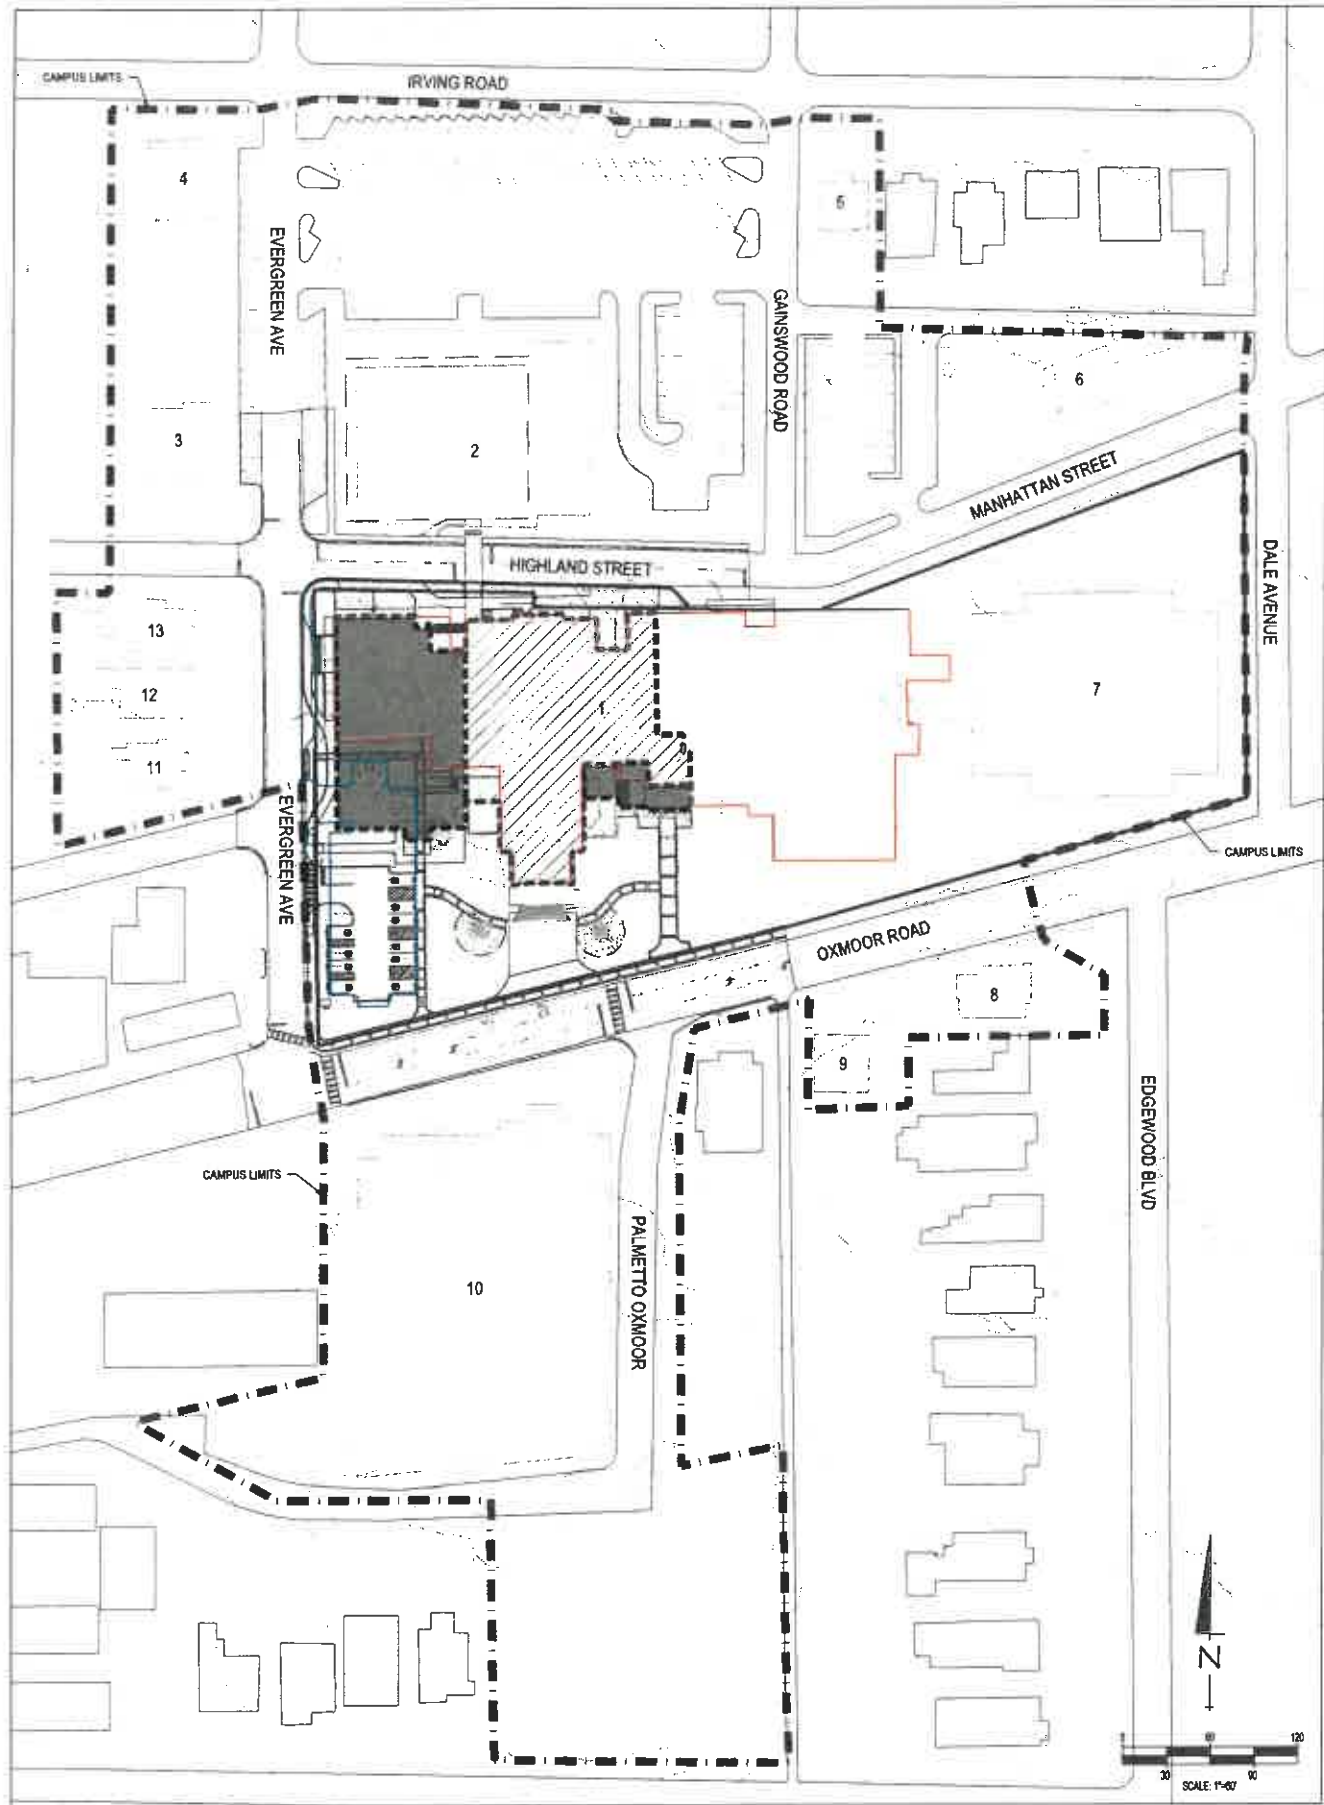 CAMPUS LIMITS
IRVING ROAD
4
5
EVERGREEN AVE
GAINSWOOD ROAD
6
3
2
MANHATTAN STREET
HIGHLAND STREET
DALE AVENUE
13
12
11
1
7
EVERGREEN AVE
CAMPUS LIMITS
OXMOOR ROAD
8
9
EDGEWOOD BLVD
CAMPUS LIMITS
PALMETTO OXMOOR
10
N
60
120
30
90
SCALE: 1"=60'